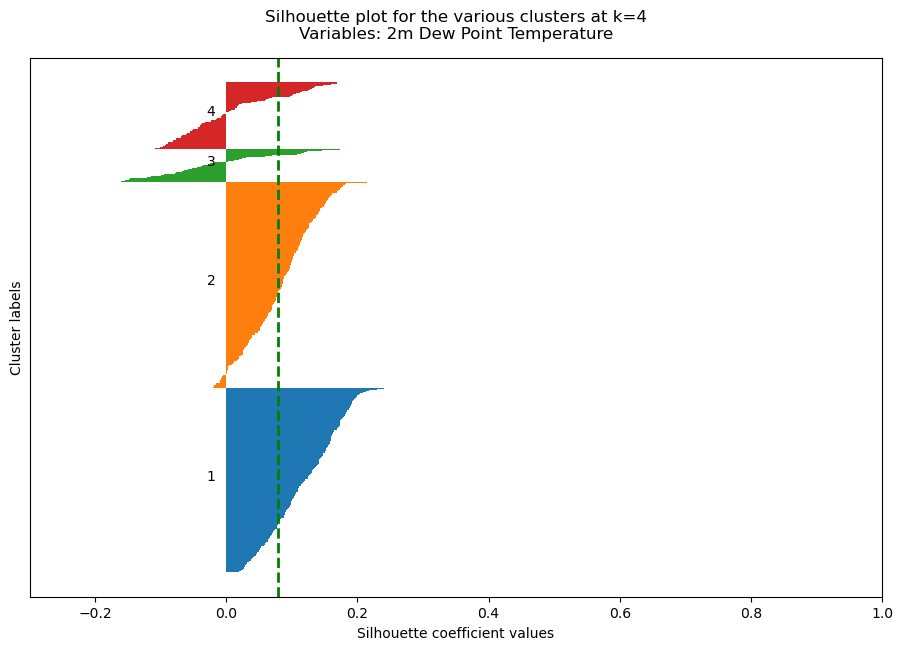 Silhouette plot for the various clusters at k=4
Variables: 2m Dew Point Temperature
Cluster labels
4
3
2
1
−0.2 0.0 0.2 0.4 0.6 0.8 1.0
Silhouette coefficient values